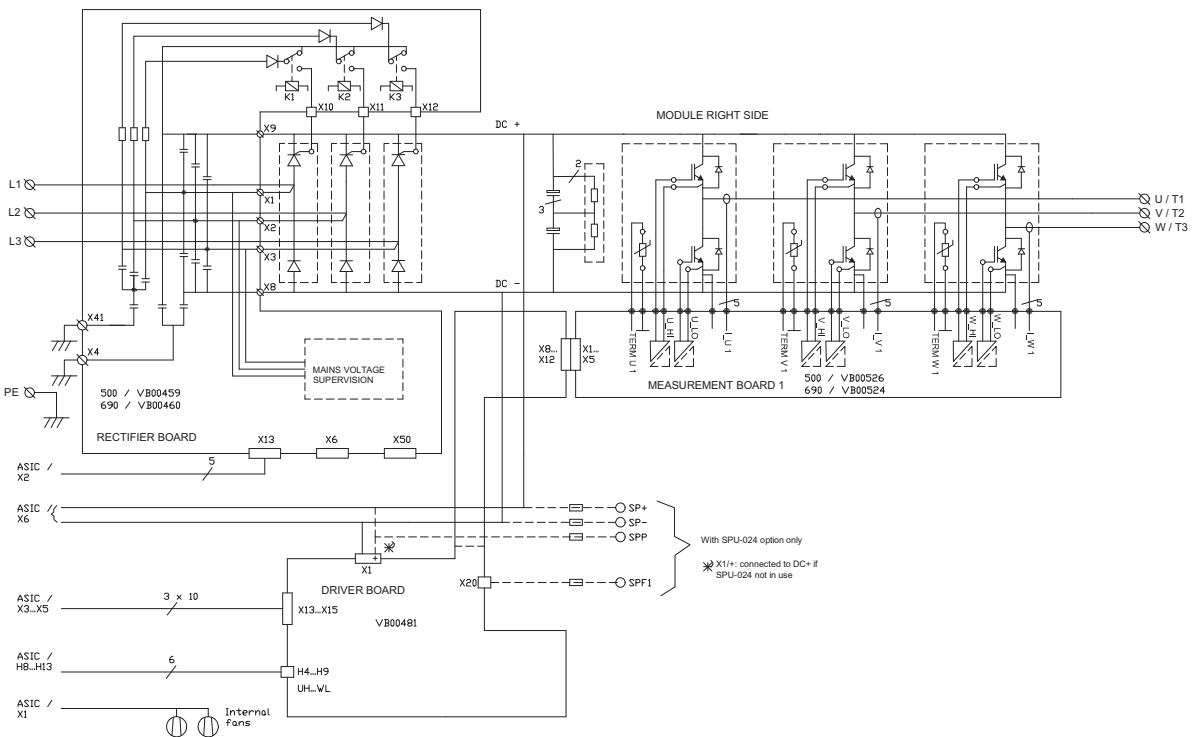 K1
K2
K3
X10
X11
X12
MODULE RIGHT SIDE
DC +
X9
2
L1
L2
L3
X1
X2
X3
3
U / T1
V / T2
W / T3
DC -
X8
5
5
5
X41
X4
PE
TERM U 1
U_HI
U_LO
I_U 1
TERM V 1
V_HI
V_LO
I_V 1
TERM W 1
W_HI
W_LO
I_W 1
X8...
X12
X1...
X5
MAINS VOLTAGE
SUPERVISION
500 / VB00459
690 / VB00460
MEASUREMENT BOARD 1
500 / VB00526
690 / VB00524
RECTIFIER BOARD
X13
X6
X50
ASIC /
X2
5
ASIC /
X6
SP+
SP-
SPP
With SPU-024 option only
X1/+: connected to DC+ if
SPU-024 not in use
X1
+
X20
SPF1
DRIVER BOARD
VB00481
ASIC /
X3...X5
3 x 10
X13...X15
ASIC /
H8...H13
6
H4...H9
UH...WL
ASIC /
X1
Internal
fans